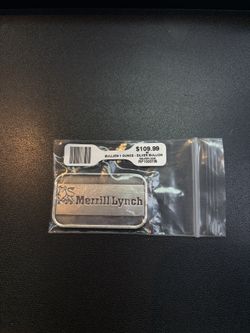 $109.99
BULLION 1 OUNCE - SILVER BULLION
Merrill Lynch